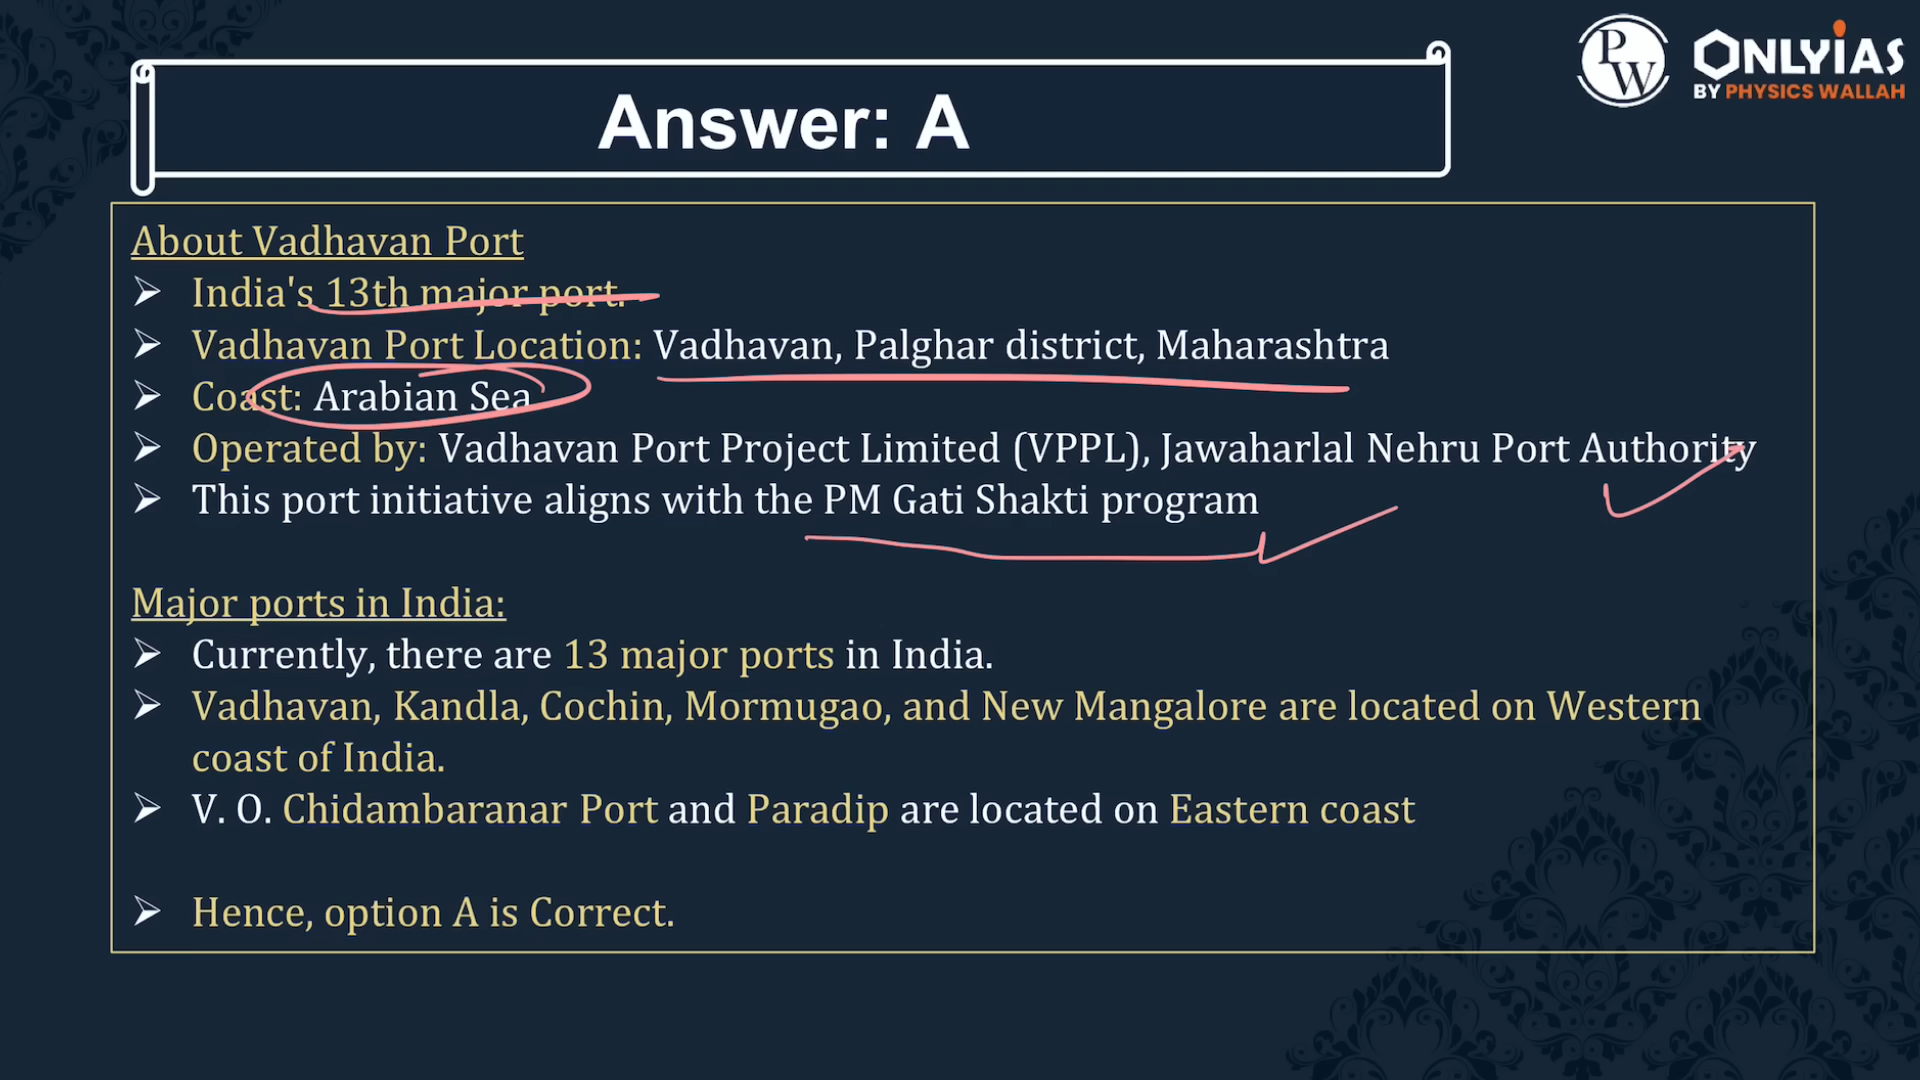 PW
ONLYIAS
BY PHYSICS WALLAH
Answer: A
About Vadhavan Port
➢ India's 13th major port.
➢ Vadhavan Port Location: Vadhavan, Palghar district, Maharashtra
➢ Coast: Arabian Sea
➢ Operated by: Vadhavan Port Project Limited (VPPL), Jawaharlal Nehru Port Authority
➢ This port initiative aligns with the PM Gati Shakti program
Major ports in India:
➢ Currently, there are 13 major ports in India.
➢ Vadhavan, Kandla, Cochin, Mormugao, and New Mangalore are located on Western
coast of India.
➢ V. O. Chidambaranar Port and Paradip are located on Eastern coast
➢ Hence, option A is Correct.